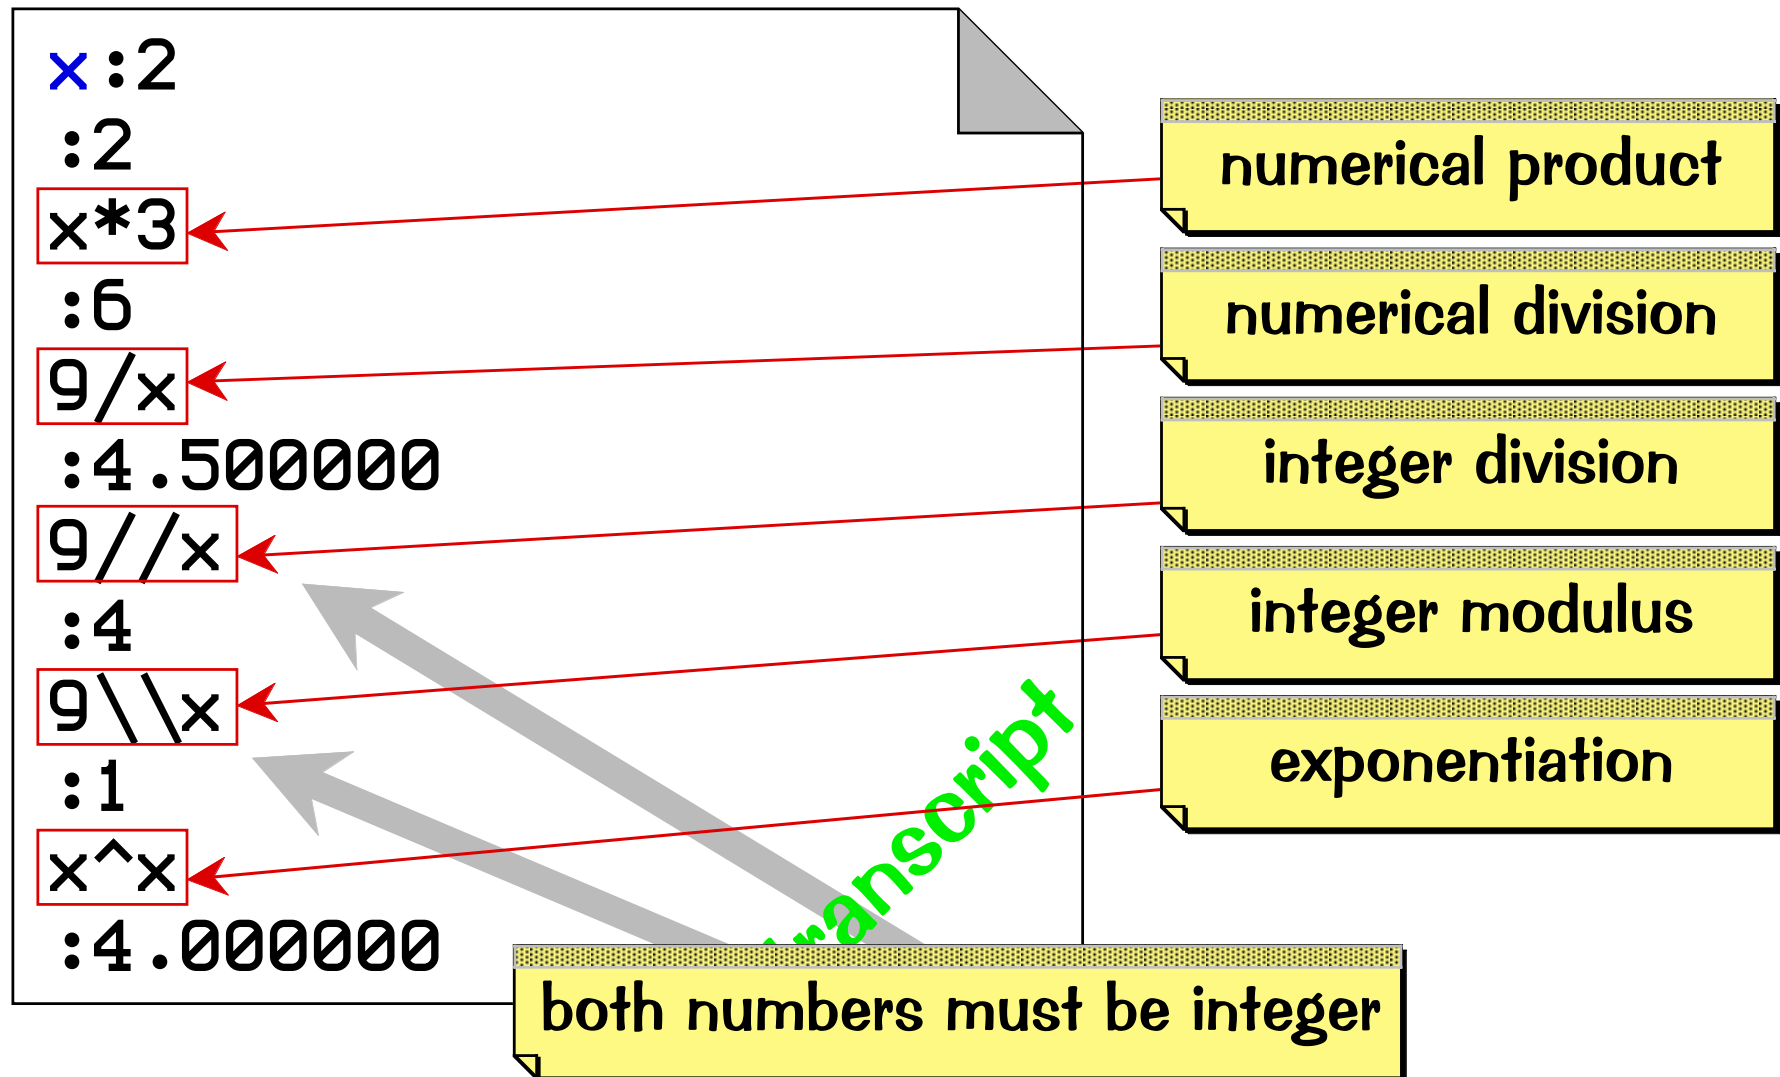 x:2
:2
x*3
:6
9/x
:4.500000
9//x
:4
9\\x
:1
x^x
:4.000000
numerical product
numerical division
integer division
integer modulus
exponentiation
both numbers must be integer